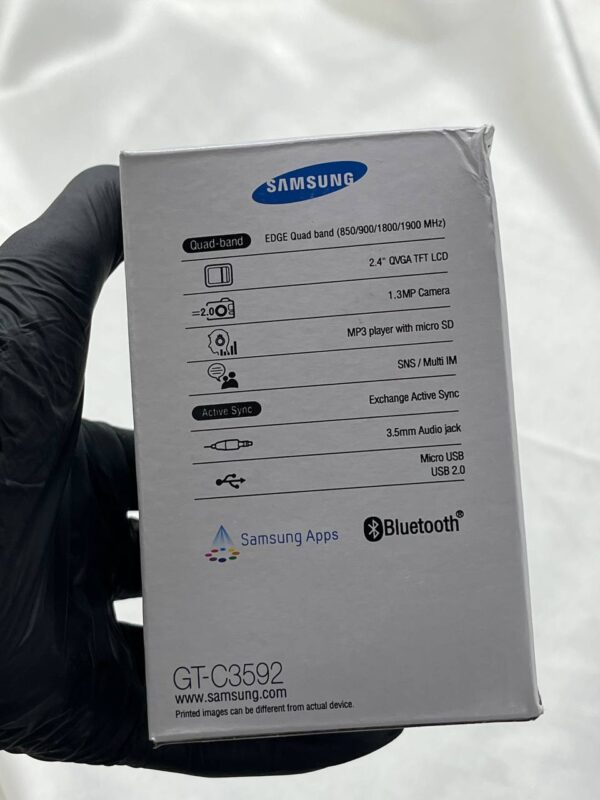 SAMSUNG
Quad-band EDGE Quad band (850/900/1800/1900 MHz)
2.4" QVGA TFT LCD
=2.0 1.3MP Camera
MP3 player with micro SD
SNS / Multi IM
Active Sync Exchange Active Sync
3.5mm Audio jack
Micro USB
USB 2.0
Samsung Apps Bluetooth®
GT-C3592
www.samsung.com
Printed images can be different from actual device.